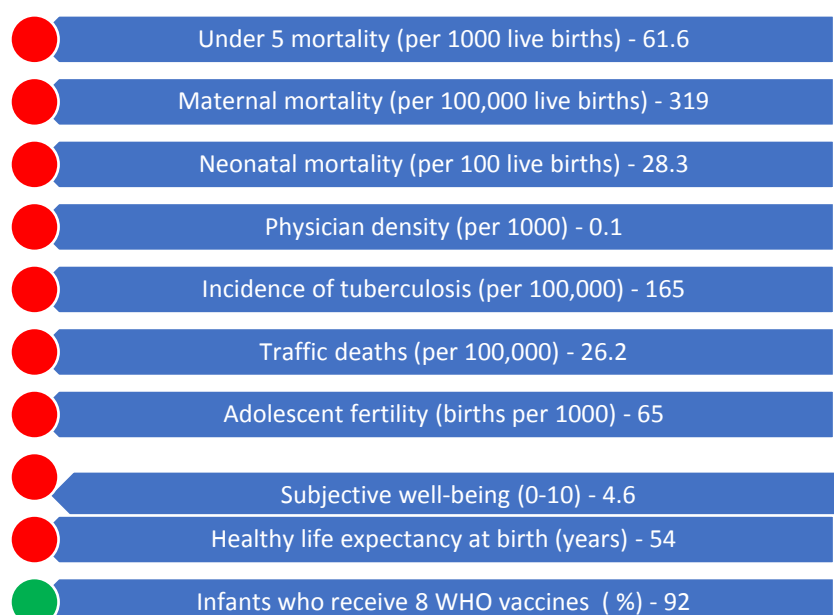 Under 5 mortality (per 1000 live births) - 61.6
Maternal mortality (per 100,000 live births) - 319
Neonatal mortality (per 100 live births) - 28.3
Physician density (per 1000) - 0.1
Incidence of tuberculosis (per 100,000) - 165
Traffic deaths (per 100,000) - 26.2
Adolescent fertility (births per 1000) - 65
Subjective well-being (0-10) - 4.6
Healthy life expectancy at birth (years) - 54
Infants who receive 8 WHO vaccines ( %) - 92